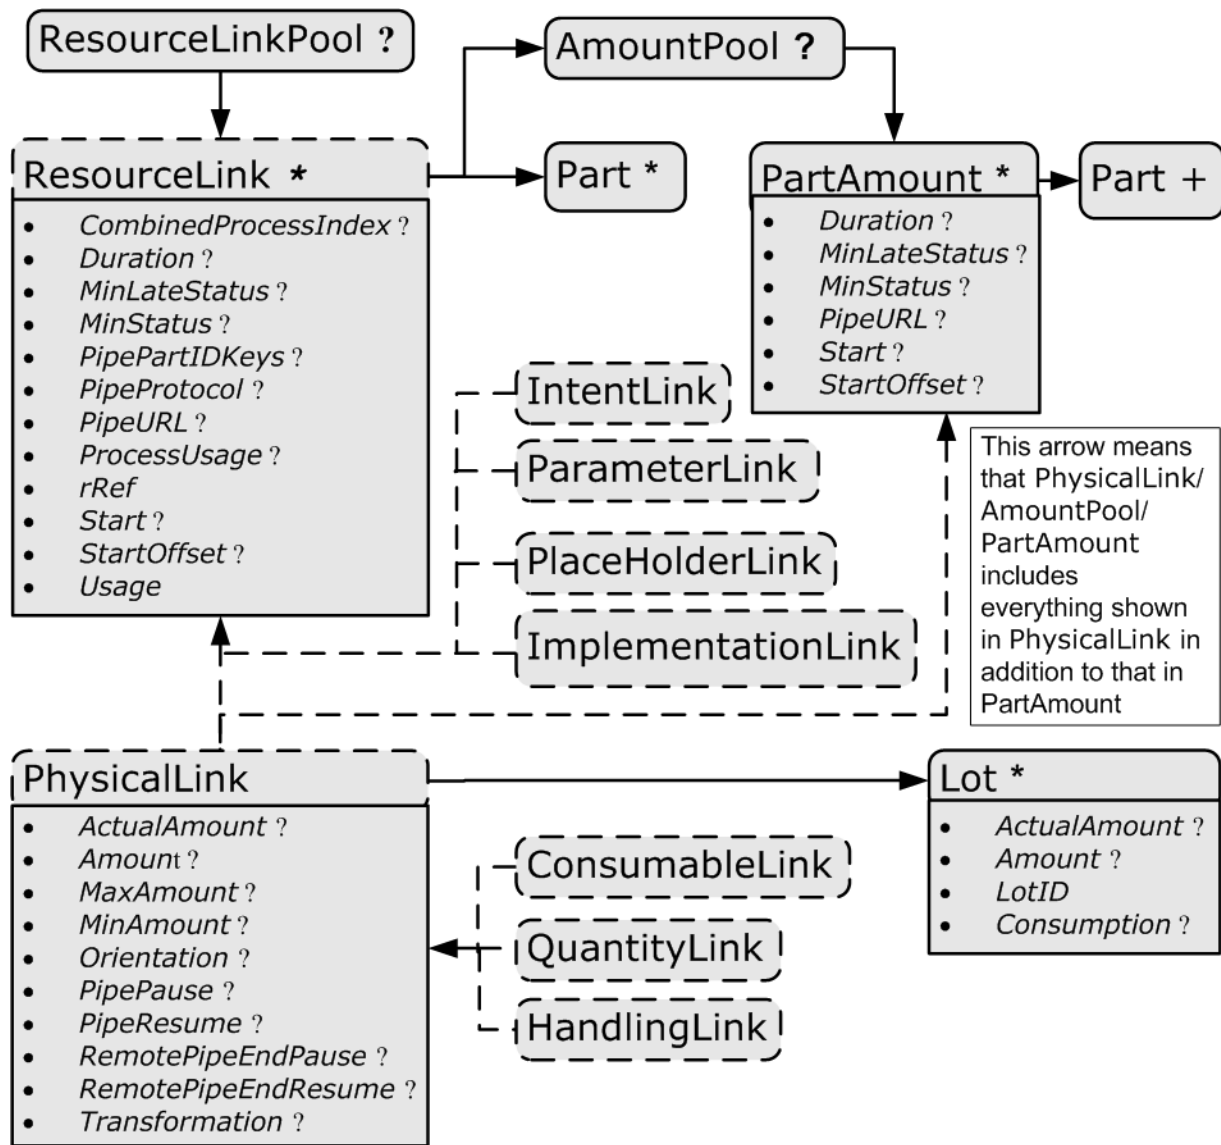 ResourceLinkPool ?
AmountPool ?
ResourceLink *
• CombinedProcessIndex ?
• Duration ?
• MinLateStatus ?
• MinStatus ?
• PipePartIDKeys ?
• PipeProtocol ?
• PipeURL ?
• ProcessUsage ?
• rRef
• Start ?
• StartOffset ?
• Usage
Part *
PartAmount *
• Duration ?
• MinLateStatus ?
• MinStatus ?
• PipeURL ?
• Start ?
• StartOffset ?
Part +
IntentLink
ParameterLink
PlaceHolderLink
ImplementationLink
This arrow means
that PhysicalLink/
AmountPool/
PartAmount
includes
everything shown
in PhysicalLink in
addition to that in
PartAmount
PhysicalLink
• ActualAmount ?
• Amount ?
• MaxAmount ?
• MinAmount ?
• Orientation ?
• PipePause ?
• PipeResume ?
• RemotePipeEndPause ?
• RemotePipeEndResume ?
• Transformation ?
ConsumableLink
QuantityLink
HandlingLink
Lot *
• ActualAmount ?
• Amount ?
• LotID
• Consumption ?